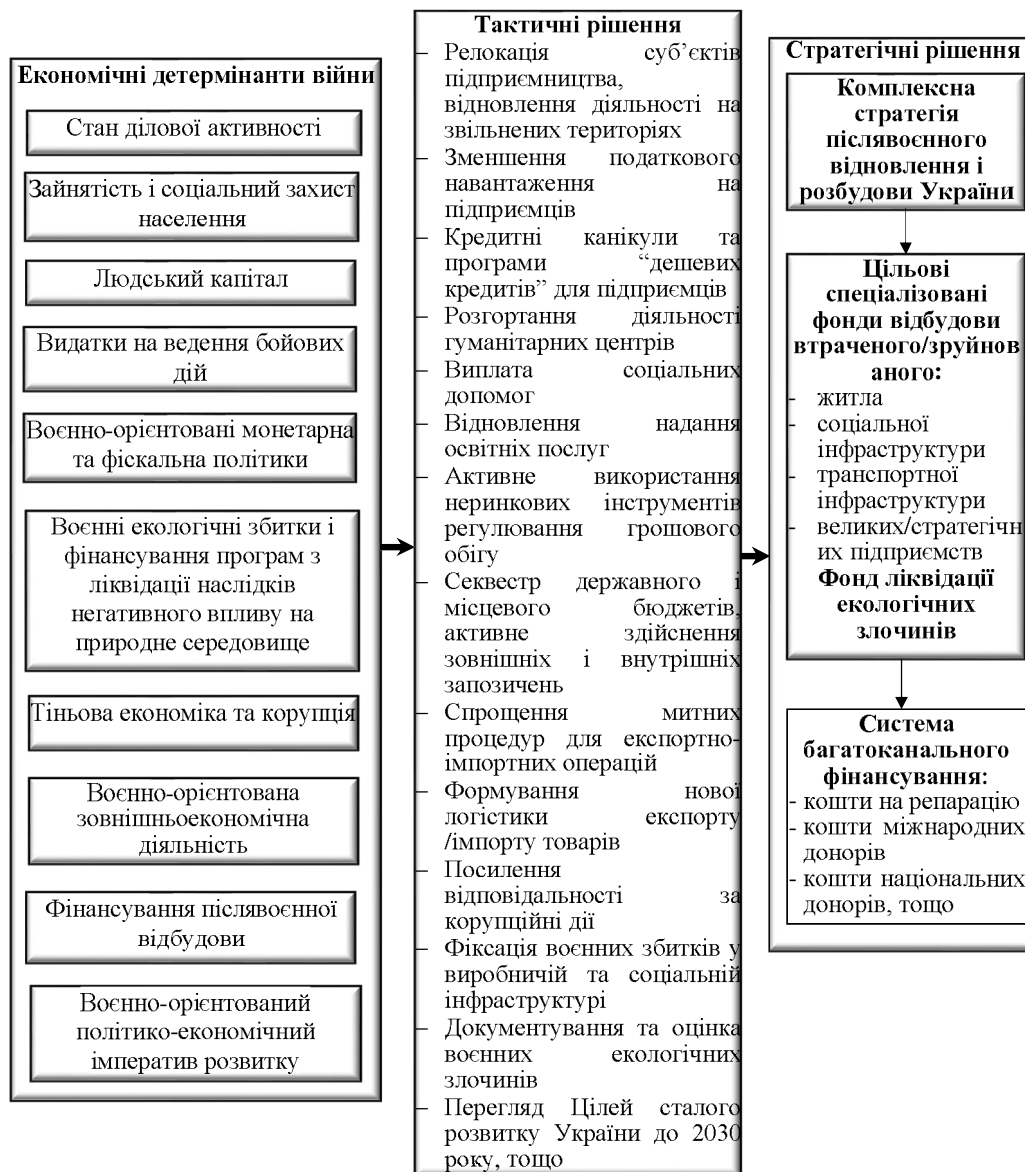 Економічні детермінанти війни
Стан ділової активності
Зайнятість і соціальний захист
населення
Людський капітал
Видатки на ведення бойових
дій
Воєнно-орієнтовані монетарна
та фіскальна політики
Воєнні екологічні збитки і
фінансування програм з
ліквідації наслідків
негативного впливу на
природне середовище
Тіньова економіка та корупція
Воєнно-орієнтована
зовнішньоекономічна
діяльність
Фінансування післявоєнної
відбудови
Воєнно-орієнтований
політико-економічний
імператив розвитку
Тактичні рішення
– Релокація суб’єктів
підприємництва,
відновлення діяльності на
звільнених територіях
– Зменшення податкового
навантаження на
підприємців
– Кредитні канікули та
програми “дешевих
кредитів” для підприємців
– Розгортання діяльності
гуманітарних центрів
– Виплата соціальних
допомог
– Відновлення надання
освітніх послуг
– Активне використання
неринкових інструментів
регулювання грошового
обігу
– Секвестр державного і
місцевого бюджетів,
активне здійснення
зовнішніх і внутрішніх
запозичень
– Спрощення митних
процедур для експортно-
імпортних операцій
– Формування нової
логістики експорту
/імпорту товарів
– Посилення
відповідальності за
корупційні дії
– Фіксація воєнних збитків у
виробничій та соціальній
інфраструктурі
– Документування та оцінка
воєнних екологічних
злочинів
– Перегляд Цілей сталого
розвитку України до 2030
року, тощо
Стратегічні рішення
Комплексна
стратегія
післявоєнного
відновлення і
розбудови України
Цільові
спеціалізовані
фонди відбудови
втраченого/зруйнов
аного:
- житла
- соціальної
інфраструктури
- транспортної
інфраструктури
- великих/стратегічн
их підприємств
Фонд ліквідації
екологічних
злочинів
Система
багатоканального
фінансування:
- кошти на репарацію
- кошти міжнародних
донорів
- кошти національних
донорів, тощо